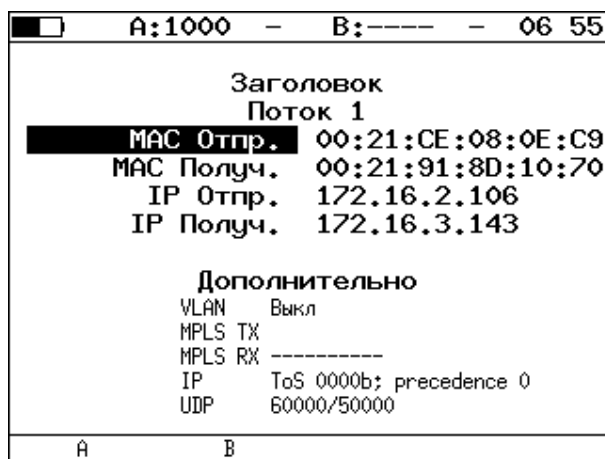 A:1000 – B:---- – 06 55
Заголовок
Поток 1
MAC Отпр. 00:21:CE:08:0E:C9
MAC Получ. 00:21:91:8D:10:70
IP Отпр. 172.16.2.106
IP Получ. 172.16.3.143
Дополнительно
VLAN Выкл
MPLS TX
MPLS RX ----------
IP ToS 0000b; precedence 0
UDP 60000/50000
A B